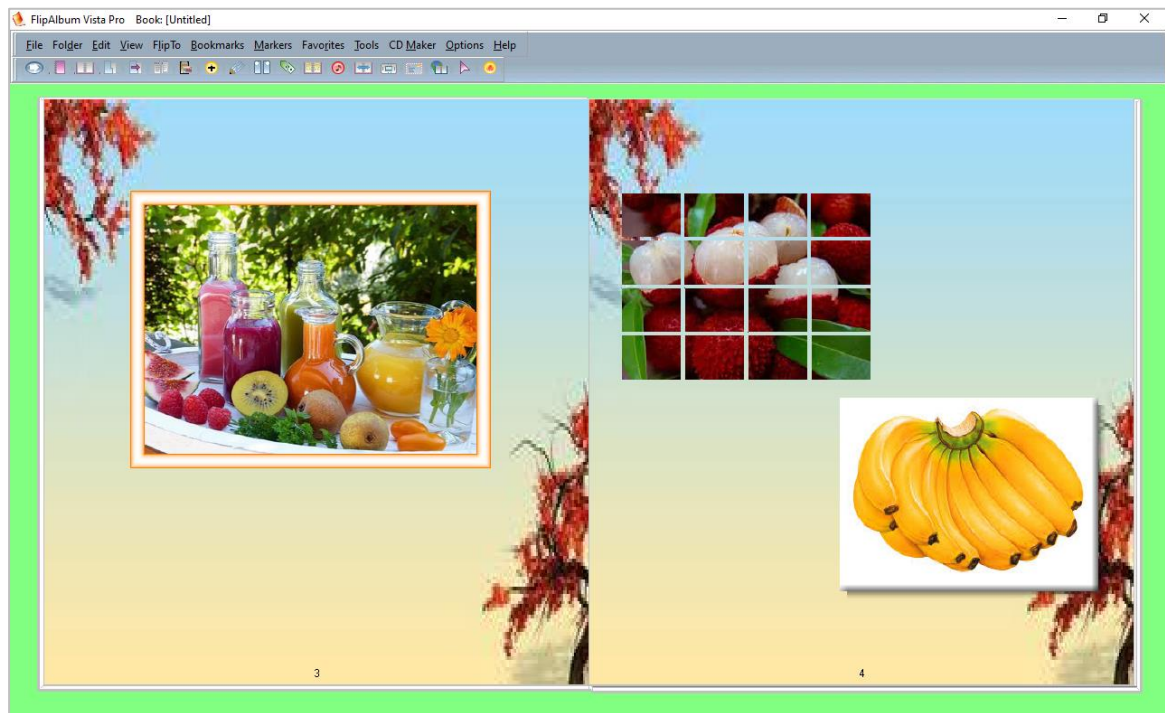 FlipAlbum Vista Pro Book: [Untitled]
File Folder Edit View FlipTo Bookmarks Markers Favorites Tools CD Maker Options Help
3
4